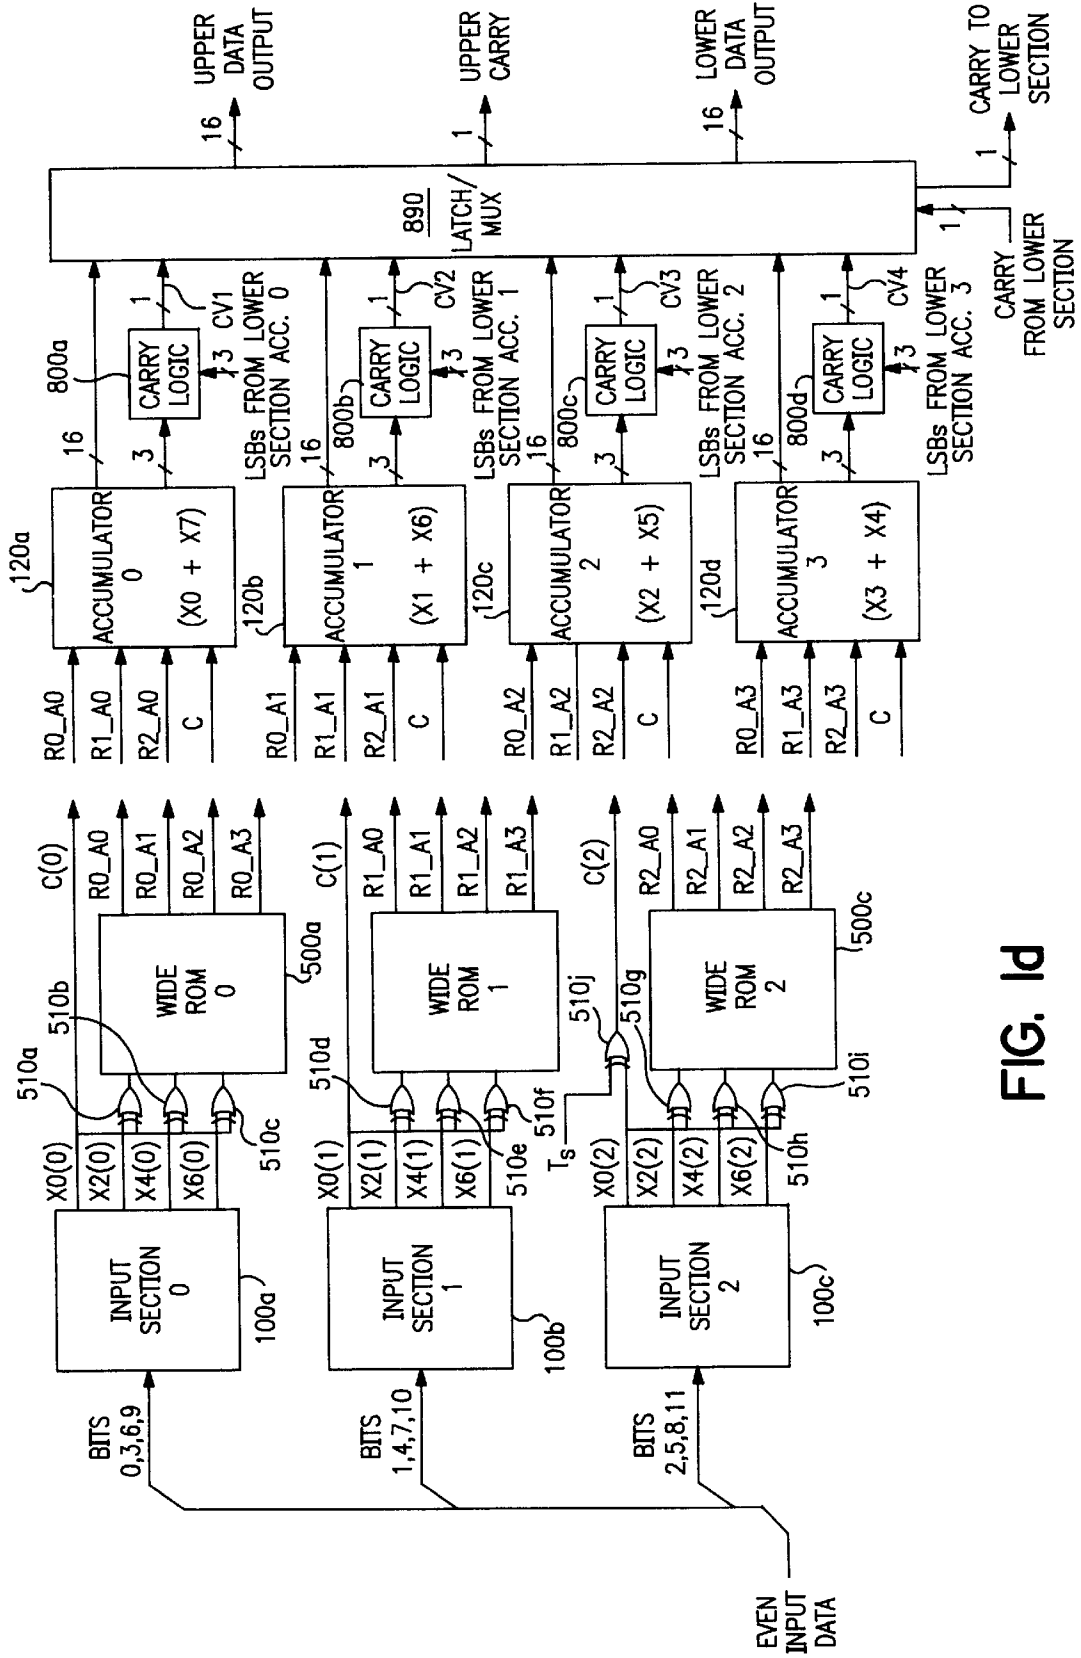 EVEN
INPUT
DATA
BITS
0,3,6,9
INPUT
SECTION
0
100a
X0(0)
X2(0)
X4(0)
X6(0)
510a
510b
510c
WIDE
ROM
0
500a
C(0)
R0_A0
R0_A1
R0_A2
R0_A3
BITS
1,4,7,10
INPUT
SECTION
1
100b
X0(1)
X2(1)
X4(1)
X6(1)
510d
510e
510f
WIDE
ROM
1
C(1)
R1_A0
R1_A1
R1_A2
R1_A3
BITS
2,5,8,11
INPUT
SECTION
2
100c
Ts
X0(2)
X2(2)
X4(2)
X6(2)
510j
510g
510h
510i
WIDE
ROM
2
500c
C(2)
R2_A0
R2_A1
R2_A2
R2_A3
R0_A0
R1_A0
R2_A0
C
120a
ACCUMULATOR
0
(X0 + X7)
16
3
800a
CARRY
LOGIC
3
1
CV1
LSBs FROM LOWER
SECTION ACC. 0
R0_A1
R1_A1
R2_A1
C
120b
ACCUMULATOR
1
(X1 + X6)
16
3
800b
CARRY
LOGIC
3
1
CV2
LSBs FROM LOWER
SECTION ACC. 1
R0_A2
R1_A2
R2_A2
C
120c
ACCUMULATOR
2
(X2 + X5)
16
3
800c
CARRY
LOGIC
3
1
CV3
LSBs FROM LOWER
SECTION ACC. 2
R0_A3
R1_A3
R2_A3
C
120d
ACCUMULATOR
3
(X3 + X4)
16
3
800d
CARRY
LOGIC
3
1
CV4
LSBs FROM LOWER
SECTION ACC. 3
890
LATCH/
MUX
16
UPPER
DATA
OUTPUT
1
UPPER
CARRY
16
LOWER
DATA
OUTPUT
1
CARRY TO
LOWER
SECTION
1
CARRY
FROM LOWER
SECTION
FIG. 1d